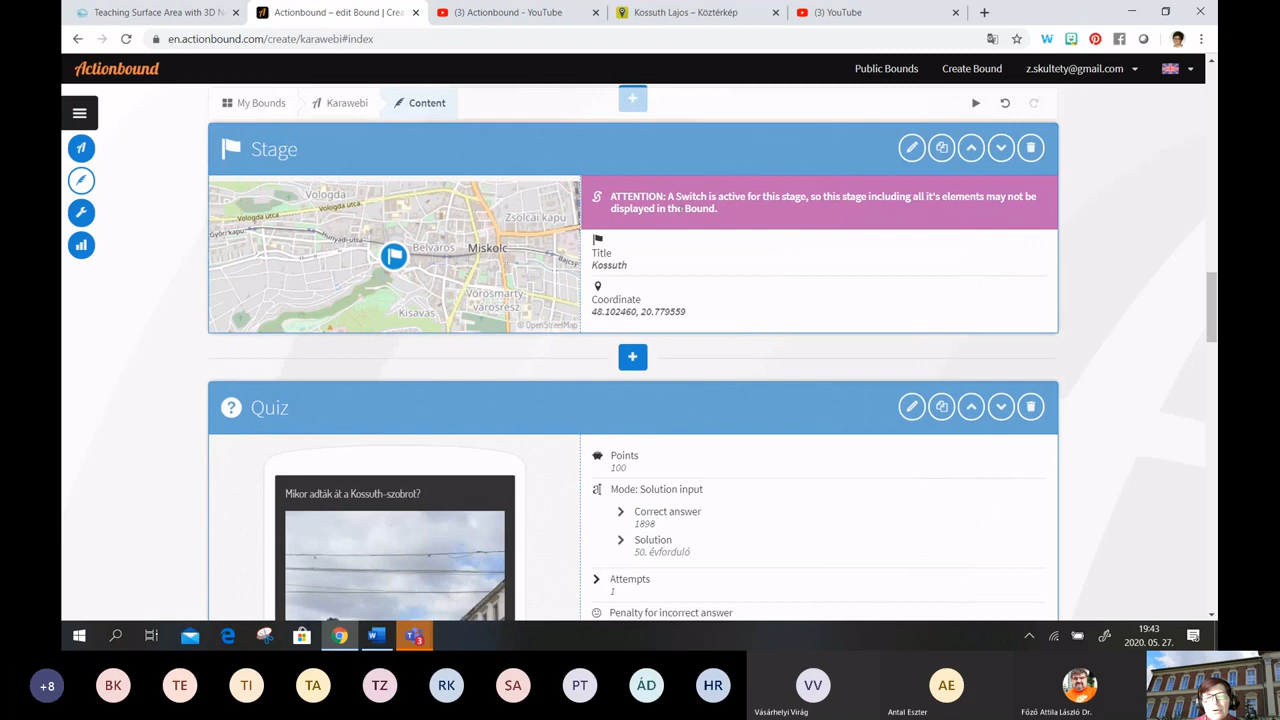 Teaching Surface Area with 3D N
Actionbound – edit Bound | Crea
(3) Actionbound - YouTube
Kossuth Lajos – Köztérkép
(3) YouTube
en.actionbound.com/create/karawebi#index
Actionbound
Public Bounds
Create Bound
z.skultety@gmail.com
My Bounds
Karawebi
Content
Stage
Vologda
Vologda utca
Zsolcai kapu
Győri kapu
Hunyadi utca
Belváros
Miskolc
Bajcsy
Vörösmarty-
városrész
Kisavas
© OpenStreetMap
ATTENTION: A Switch is active for this stage, so this stage including all it's elements may not be
displayed in the Bound.
Title
Kossuth
Coordinate
48.102460, 20.779559
Quiz
Mikor adták át a Kossuth-szobrot?
Points
100
Mode: Solution input
Correct answer
1898
Solution
50. évforduló
Attempts
1
Penalty for incorrect answer
3
19:43
2020. 05. 27.
+8
BK
TE
TI
TA
TZ
RK
SA
PT
ÁD
HR
VV
Vásárhelyi Virág
AE
Antal Eszter
Főző Attila László Dr.